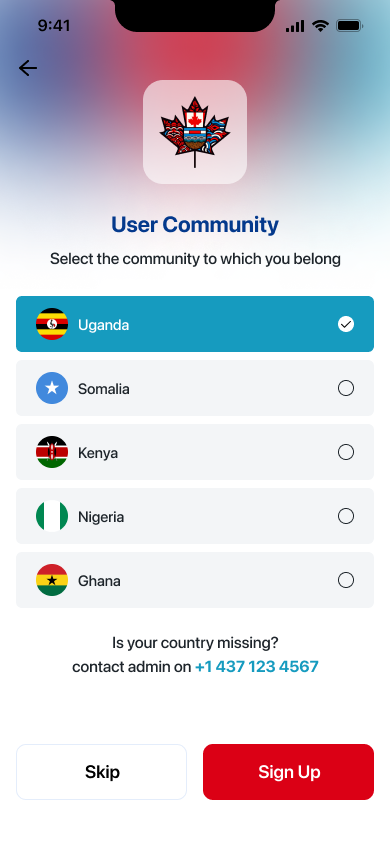 9:41
User Community
Select the community to which you belong
Uganda
Somalia
Kenya
Nigeria
Ghana
Is your country missing?
contact admin on +1 437 123 4567
Skip
Sign Up